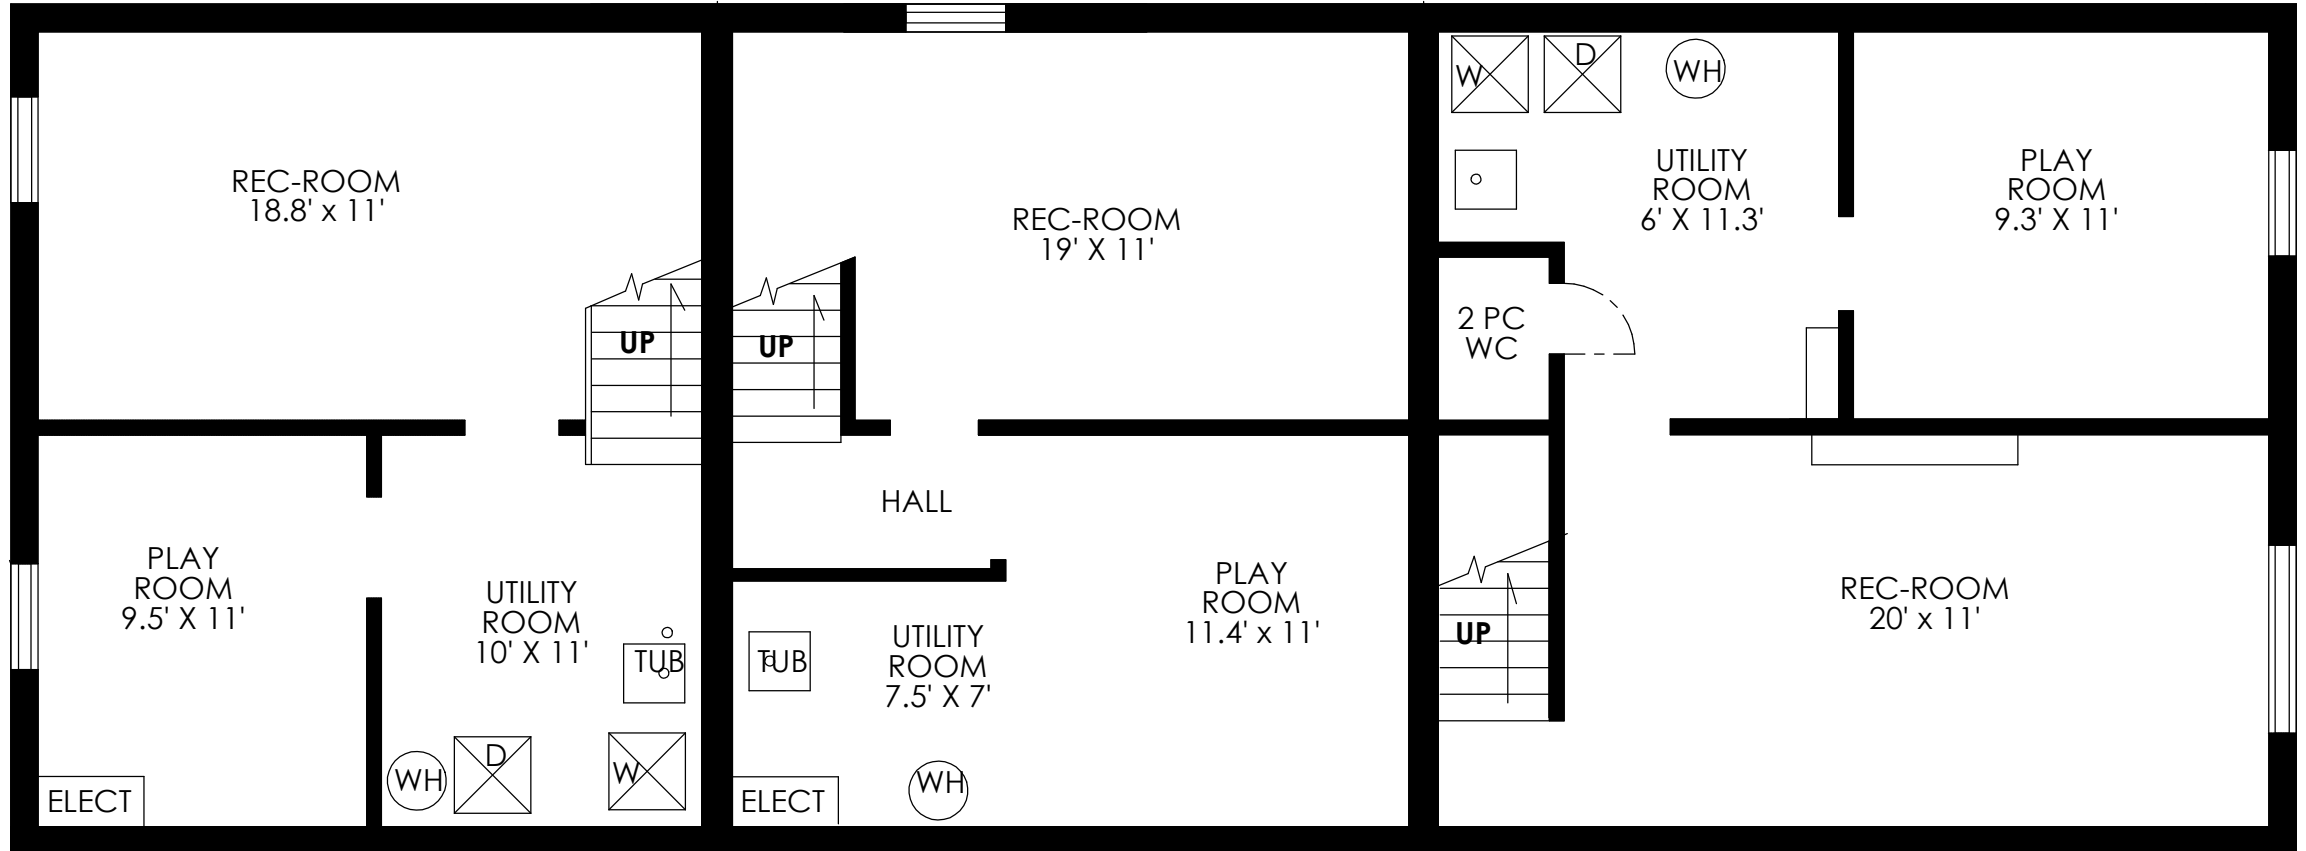 REC-ROOM
18.8' x 11'
UP
PLAY
ROOM
9.5' X 11'
UTILITY
ROOM
10' X 11'
TUB
WH
D
W
ELECT
REC-ROOM
19' X 11'
UP
HALL
PLAY
ROOM
11.4' x 11'
UTILITY
ROOM
7.5' X 7'
TUB
ELECT
WH
W
D
WH
UTILITY
ROOM
6' X 11.3'
PLAY
ROOM
9.3' X 11'
2 PC
WC
UP
REC-ROOM
20' x 11'